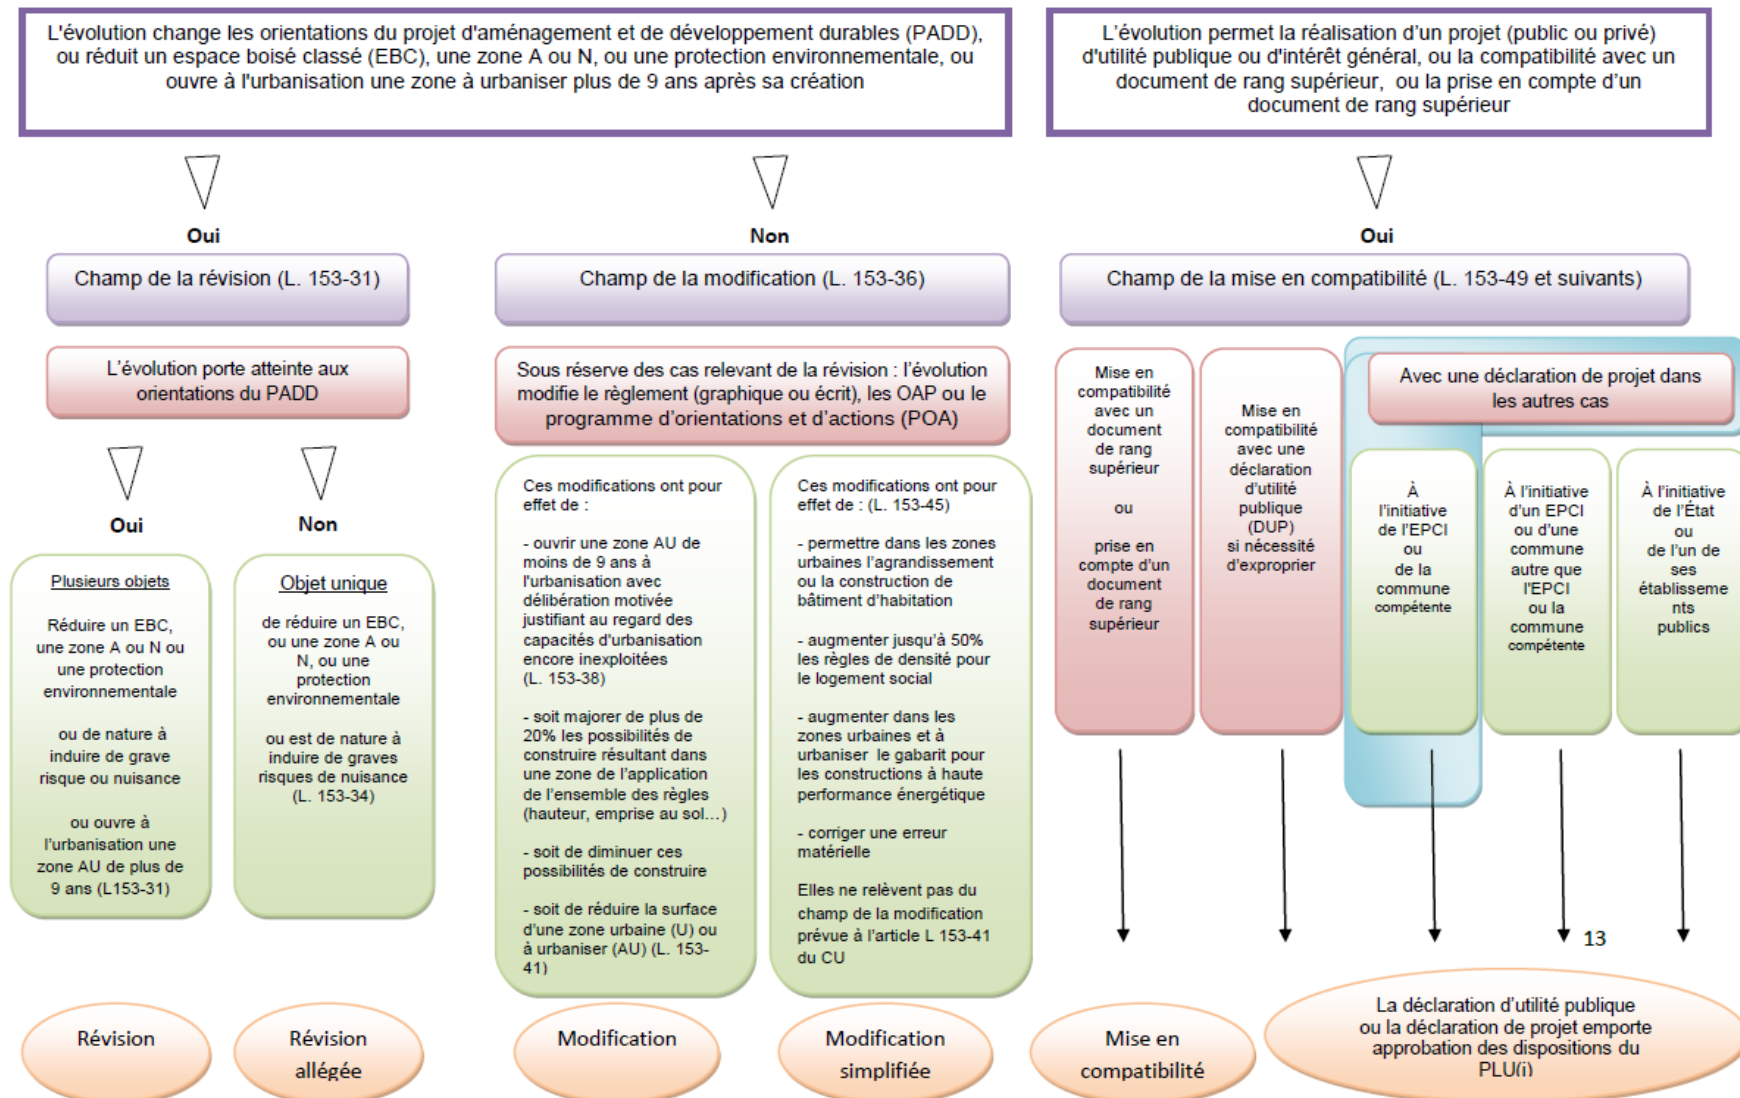 L'évolution change les orientations du projet d'aménagement et de développement durables (PADD),
ou réduit un espace boisé classé (EBC), une zone A ou N, ou une protection environnementale, ou
ouvre à l'urbanisation une zone à urbaniser plus de 9 ans après sa création
L'évolution permet la réalisation d'un projet (public ou privé)
d'utilité publique ou d'intérêt général, ou la compatibilité avec un
document de rang supérieur, ou la prise en compte d'un
document de rang supérieur
Oui
Non
Oui
Champ de la révision (L. 153-31)
Champ de la modification (L. 153-36)
Champ de la mise en compatibilité (L. 153-49 et suivants)
L'évolution porte atteinte aux
orientations du PADD
Sous réserve des cas relevant de la révision : l'évolution
modifie le règlement (graphique ou écrit), les OAP ou le
programme d'orientations et d'actions (POA)
Oui
Non
Plusieurs objets
Réduire un EBC,
une zone A ou N ou
une protection
environnementale
ou de nature à
induire de grave
risque ou nuisance
ou ouvre à
l'urbanisation une
zone AU de plus de
9 ans (L153-31)
Objet unique
de réduire un EBC,
ou une zone A ou
N, ou une
protection
environnementale
ou est de nature à
induire de graves
risques de nuisance
(L. 153-34)
Ces modifications ont pour
effet de :
- ouvrir une zone AU de
moins de 9 ans à
l'urbanisation avec
délibération motivée
justifiant au regard des
capacités d'urbanisation
encore inexploitées
(L. 153-38)
- soit majorer de plus de
20% les possibilités de
construire résultant dans
une zone de l'application
de l'ensemble des règles
(hauteur, emprise au sol…)
- soit de diminuer ces
possibilités de construire
- soit de réduire la surface
d'une zone urbaine (U) ou
à urbaniser (AU) (L. 153-
41)
Ces modifications ont pour
effet de : (L. 153-45)
- permettre dans les zones
urbaines l'agrandissement
ou la construction de
bâtiment d'habitation
- augmenter jusqu'à 50%
les règles de densité pour
le logement social
- augmenter dans les
zones urbaines et à
urbaniser le gabarit pour
les constructions à haute
performance énergétique
- corriger une erreur
matérielle
Elles ne relèvent pas du
champ de la modification
prévue à l'article L 153-41
du CU
Mise en
compatibilité
avec un
document
de rang
supérieur
ou
prise en
compte d'un
document
de rang
supérieur
Mise en
compatibilité
avec une
déclaration
d'utilité
publique
(DUP)
si nécessité
d'exproprier
Avec une déclaration de projet dans
les autres cas
À
l'initiative
de l'EPCI
ou
de la
commune
compétente
À l'initiative
d'un EPCI
ou d'une
commune
autre que
l'EPCI
ou la
commune
compétente
À l'initiative
de l'État
ou
de l'un de
ses
établisseme
nts
publics
13
Révision
Révision
allégée
Modification
Modification
simplifiée
Mise en
compatibilité
La déclaration d'utilité publique
ou la déclaration de projet emporte
approbation des dispositions du
PLU(i)